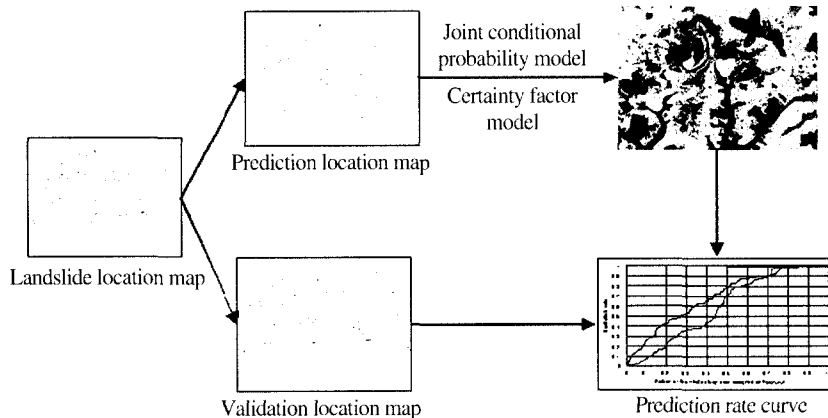 Joint conditional
probability model
Certainty factor
model
Prediction location map
Landslide location map
Validation location map
Prediction rate curve